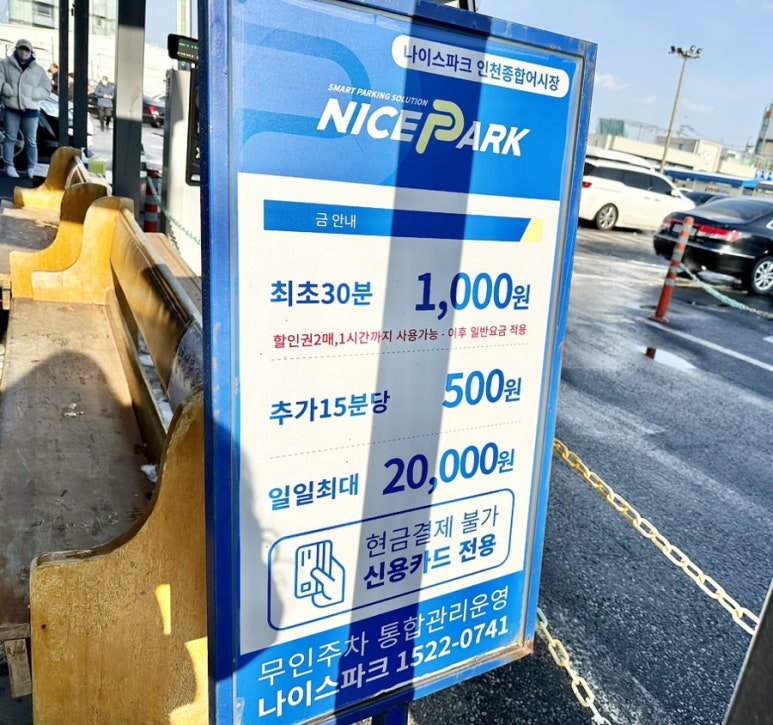 나이스파크 인천종합어시장
SMART PARKING SOLUTION
NICEPARK
금 안내
최초30분 1,000원
할인권2매,1시간까지 사용가능 - 이후 일반요금 적용
추가15분당 500원
일일최대 20,000원
현금결제 불가
신용카드 전용
무인주차 통합관리운영
나이스파크 1522-0741